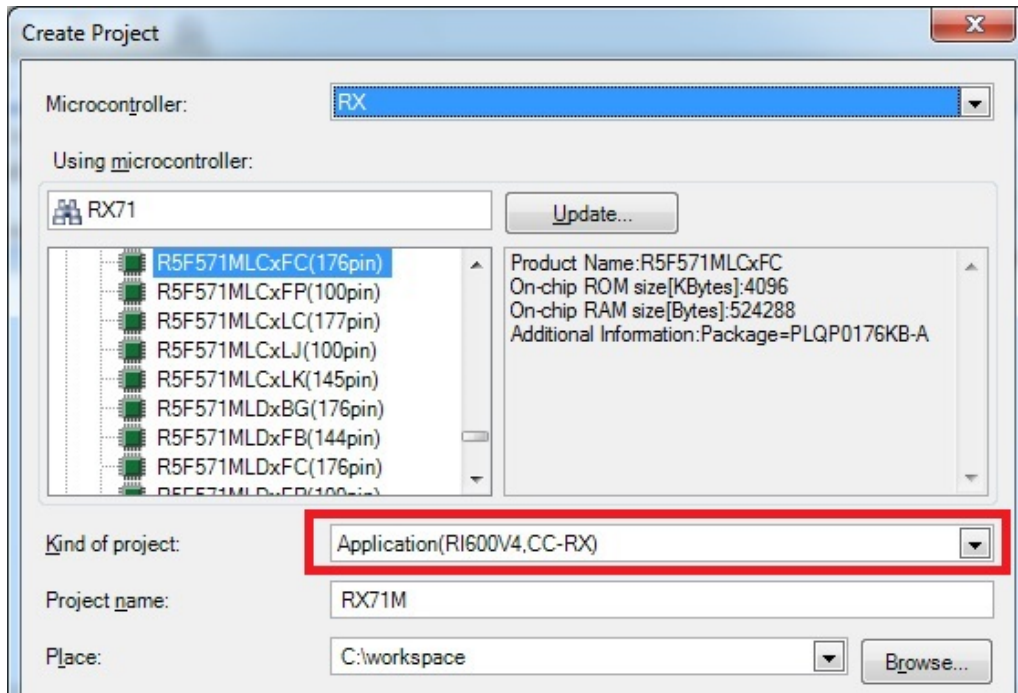 Create Project
Microcontroller:
RX
Using microcontroller:
RX71
Update...
R5F571MLCxFC(176pin)
R5F571MLCxFP(100pin)
R5F571MLCxLC(177pin)
R5F571MLCxLJ(100pin)
R5F571MLCxLK(145pin)
R5F571MLDxBG(176pin)
R5F571MLDxFB(144pin)
R5F571MLDxFC(176pin)
Product Name:R5F571MLCxFC
On-chip ROM size[KBytes]:4096
On-chip RAM size[Bytes]:524288
Additional Information:Package=PLQP0176KB-A
Kind of project:
Application(RI600V4,CC-RX)
Project name:
RX71M
Place:
C:\workspace
Browse...